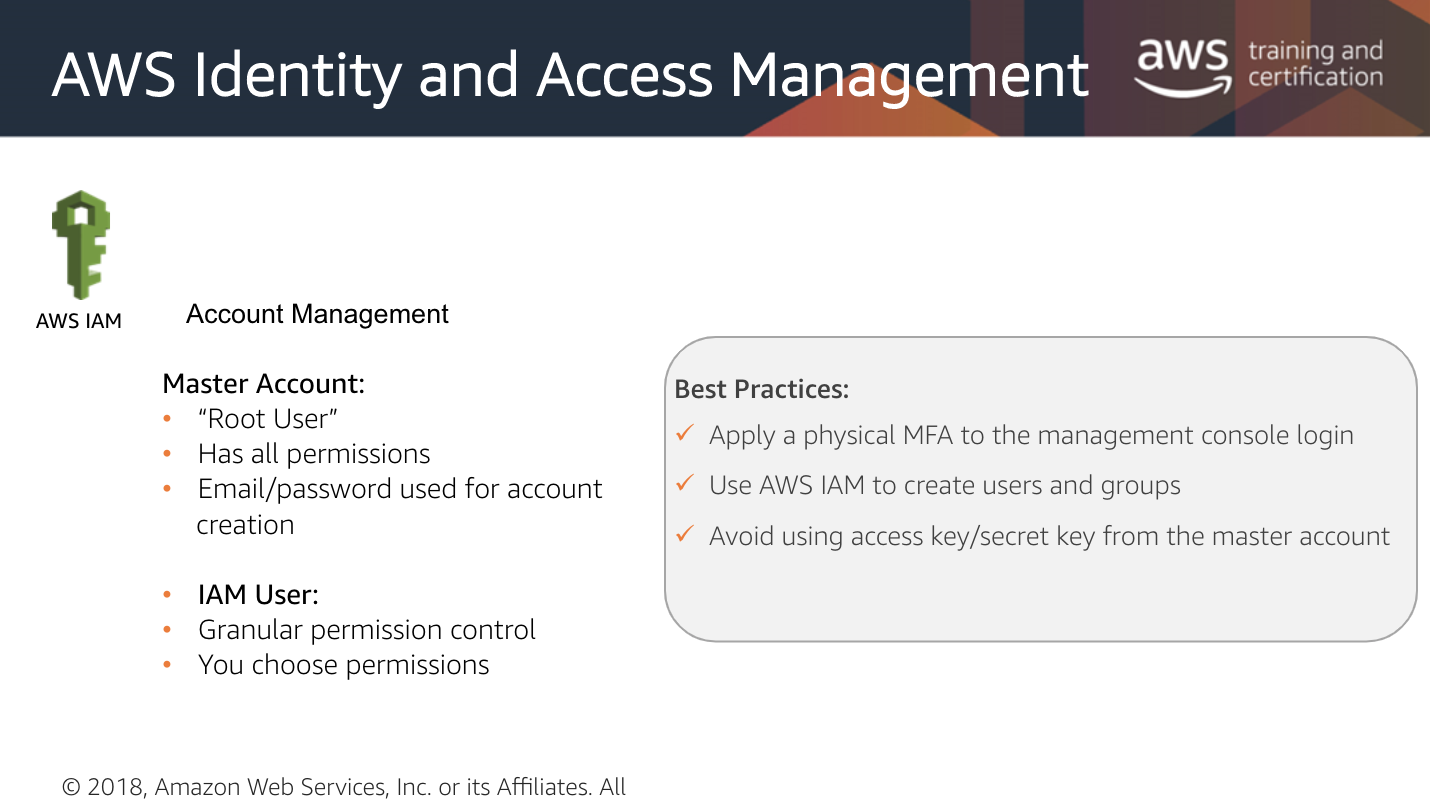 AWS Identity and Access Management
aws training and
certification
AWS IAM
Account Management
Master Account:
• “Root User”
• Has all permissions
• Email/password used for account
creation
• IAM User:
• Granular permission control
• You choose permissions
Best Practices:
✓ Apply a physical MFA to the management console login
✓ Use AWS IAM to create users and groups
✓ Avoid using access key/secret key from the master account
© 2018, Amazon Web Services, Inc. or its Affiliates. All